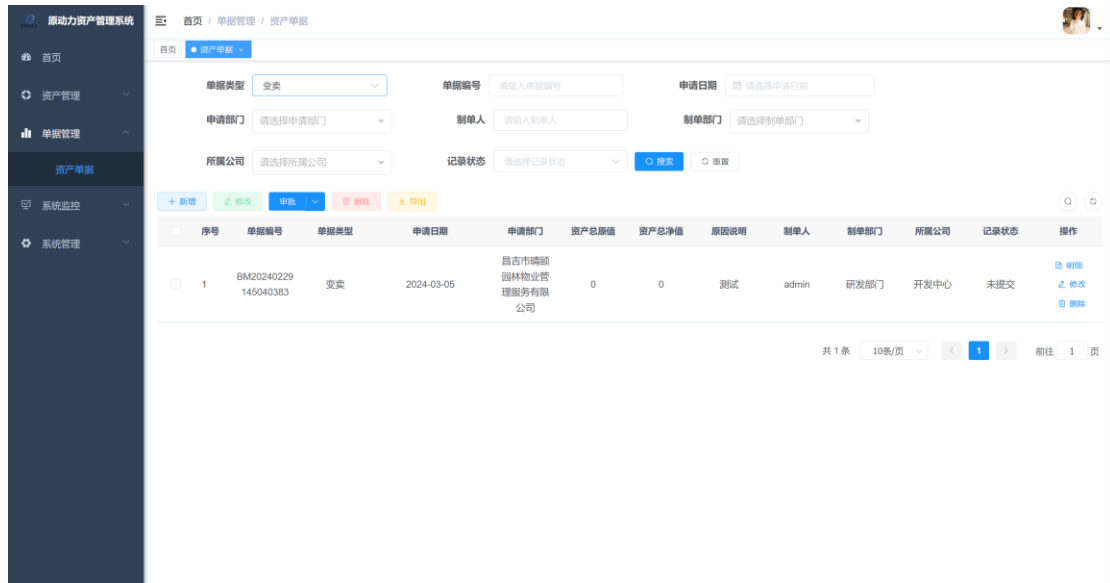 原动力资产管理系统
首页 / 单据管理 / 资产单据
首页
资产单据 ×
首页
资产管理
单据管理
资产单据
系统监控
系统管理
单据类型 变卖
单据编号 请输入单据编号
申请日期 请选择申请日期
申请部门 请选择申请部门
制单人 请输入制单人
制单部门 请选择制单部门
所属公司 请选择所属公司
记录状态 请选择记录状态
搜索 重置
+ 新增 修改 审批 删除 导出
序号 单据编号 单据类型 申请日期 申请部门 资产总原值 资产总净值 原因说明 制单人 制单部门 所属公司 记录状态 操作
1
BM20240229
145040383
变卖
2024-03-05
昌吉市晴颐
园林物业管
理服务有限
公司
0
0
测试
admin
研发部门
开发中心
未提交
明细
修改
删除
共 1 条 10条/页 < 1 > 前往 1 页